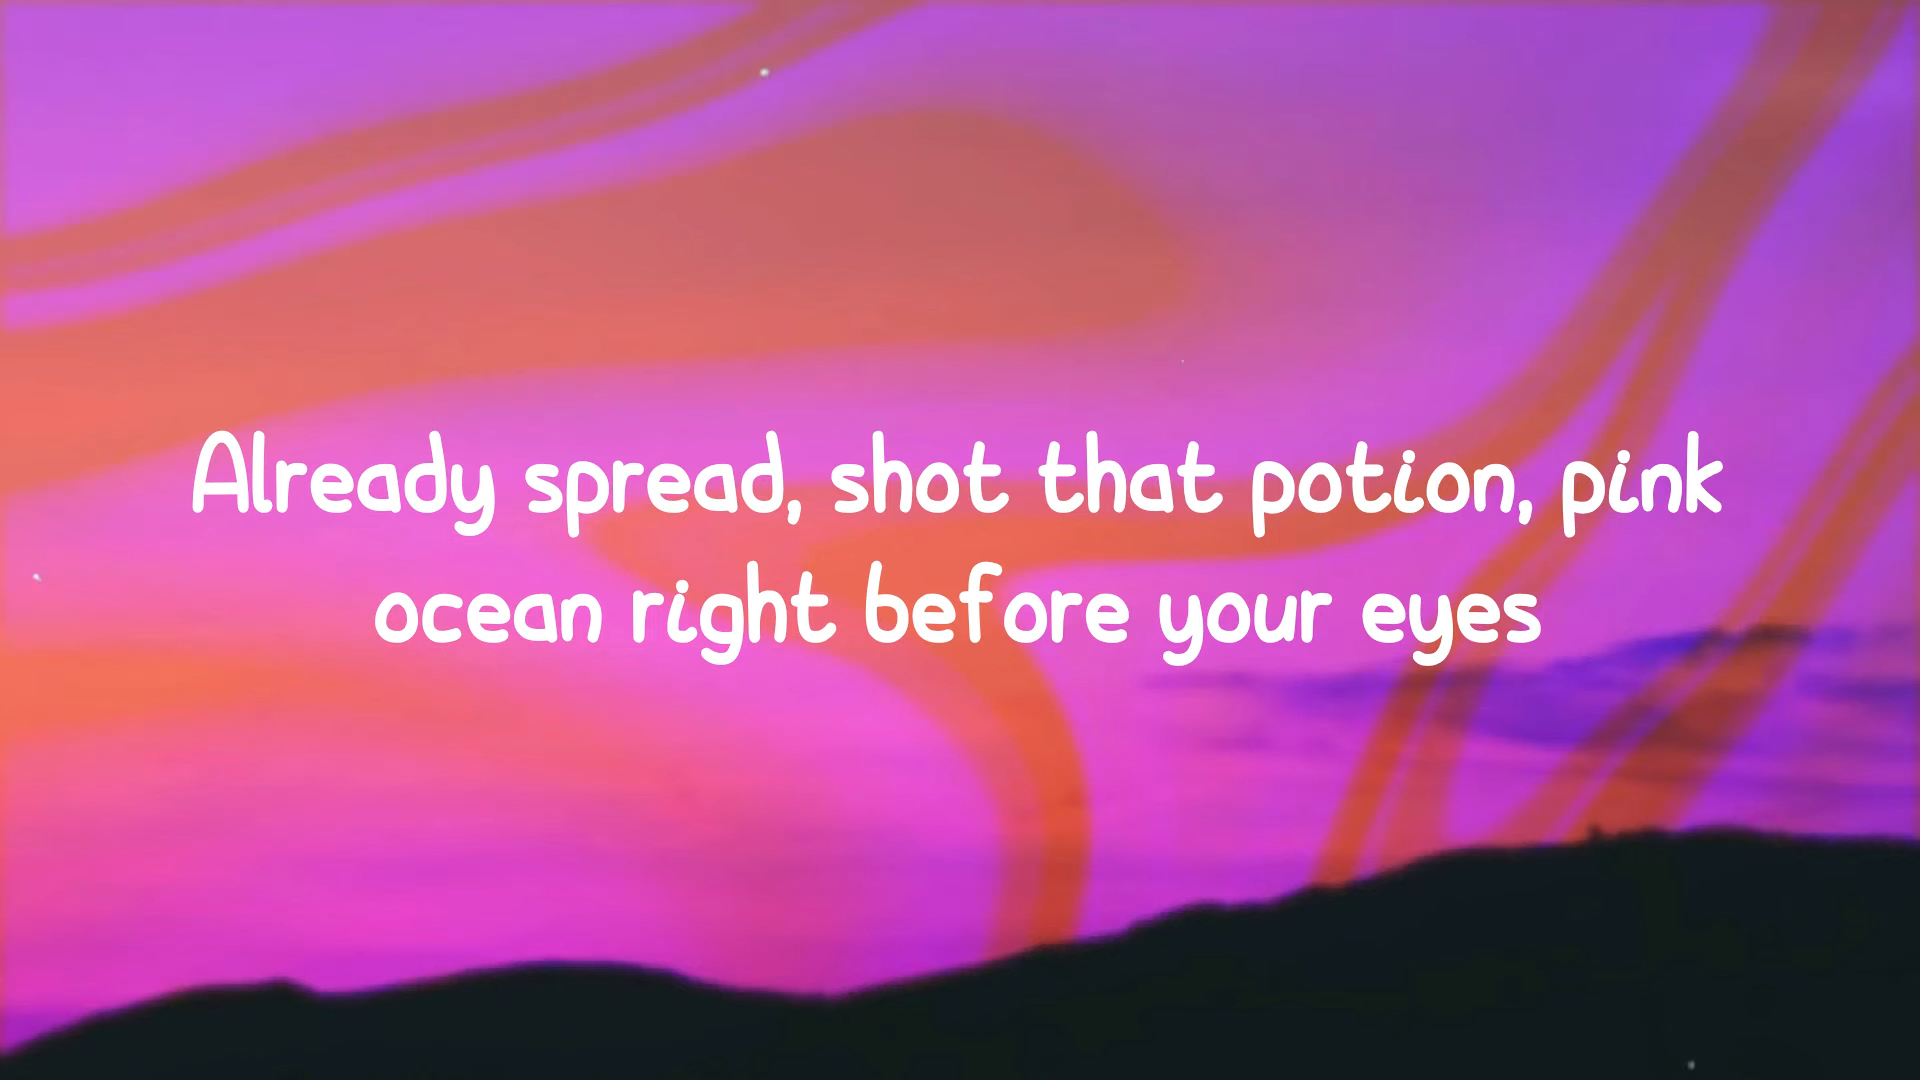 Already spread, shot that potion, pink
ocean right before your eyes